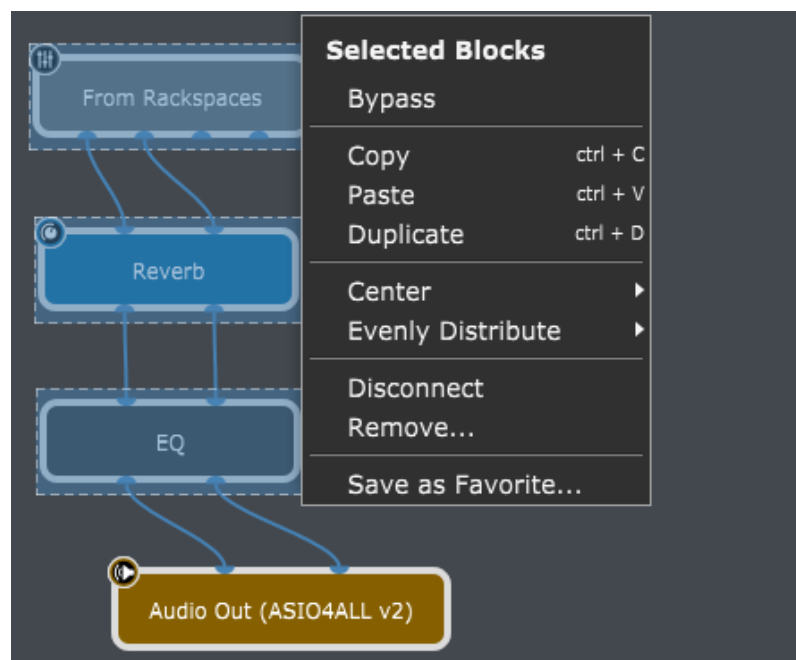 Selected Blocks
From Rackspaces
Bypass
Copy ctrl + C
Paste ctrl + V
Duplicate ctrl + D
Reverb
Center
Evenly Distribute
Disconnect
Remove...
EQ
Save as Favorite...
Audio Out (ASIO4ALL v2)